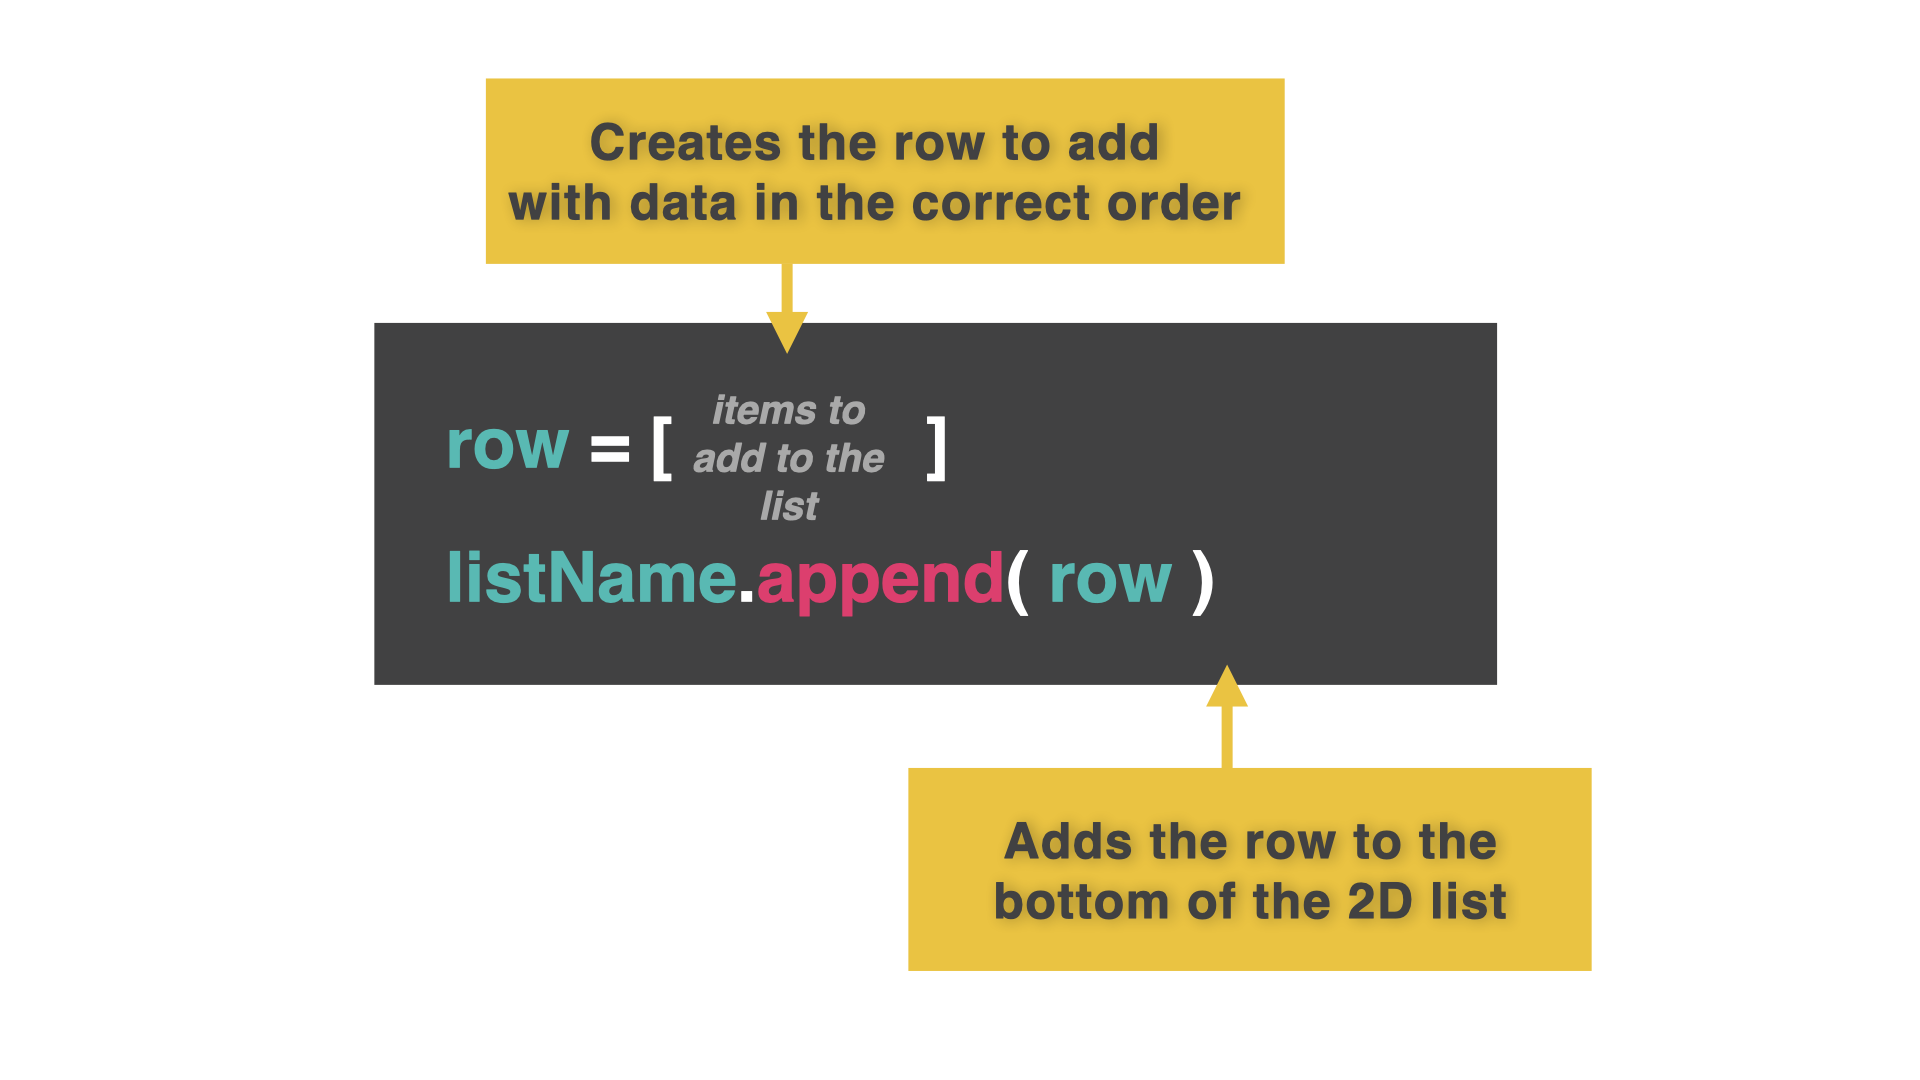 Creates the row to add
with data in the correct order
items to
row = [ add to the ]
list
listName.append( row )
Adds the row to the
bottom of the 2D list